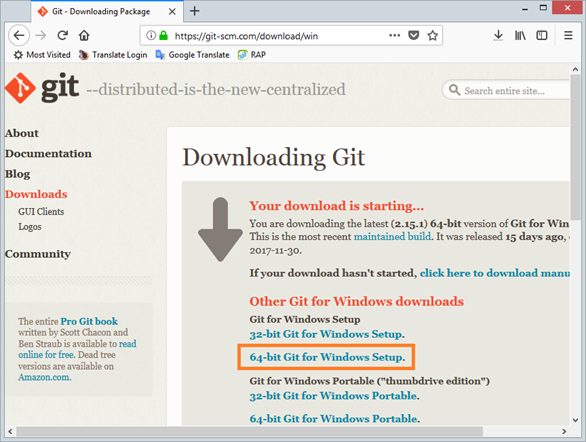 Git - Downloading Package
https://git-scm.com/download/win
Most Visited
Translate Login
Google Translate
RAP
git
--distributed-is-the-new-centralized
Search entire site...
About
Documentation
Blog
Downloads
GUI Clients
Logos
Community
The entire Pro Git book
written by Scott Chacon and
Ben Straub is available to read
online for free. Dead tree
versions are available on
Amazon.com.
Downloading Git
Your download is starting...
You are downloading the latest (2.15.1) 64-bit version of Git for Win
This is the most recent maintained build. It was released 15 days ago,
2017-11-30.
If your download hasn't started, click here to download manu
Other Git for Windows downloads
Git for Windows Setup
32-bit Git for Windows Setup.
64-bit Git for Windows Setup.
Git for Windows Portable ("thumbdrive edition")
32-bit Git for Windows Portable.
64-bit Git for Windows Portable.